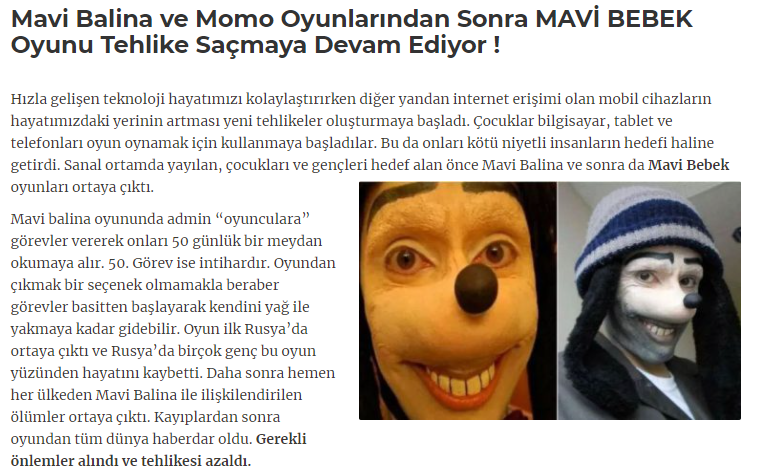 Mavi Balina ve Momo Oyunlarından Sonra MAVİ BEBEK
Oyunu Tehlike Saçmaya Devam Ediyor !
Hızla gelişen teknoloji hayatımızı kolaylaştırırken diğer yandan internet erişimi olan mobil cihazların
hayatımızdaki yerinin artması yeni tehlikeler oluşturmaya başladı. Çocuklar bilgisayar, tablet ve
telefonları oyun oynamak için kullanmaya başladılar. Bu da onları kötü niyetli insanların hedefi haline
getirdi. Sanal ortamda yayılan, çocukları ve gençleri hedef alan önce Mavi Balina ve sonra da Mavi Bebek
oyunları ortaya çıktı.
Mavi balina oyununda admin “oyunculara”
görevler vererek onları 50 günlük bir meydan
okumaya alır. 50. Görev ise intihardır. Oyundan
çıkmak bir seçenek olmamakla beraber
görevler basitten başlayarak kendini yağ ile
yakmaya kadar gidebilir. Oyun ilk Rusya’da
ortaya çıktı ve Rusya’da birçok genç bu oyun
yüzünden hayatını kaybetti. Daha sonra hemen
her ülkeden Mavi Balina ile ilişkilendirilen
ölümler ortaya çıktı. Kayıplardan sonra
oyundan tüm dünya haberdar oldu. Gerekli
önlemler alındı ve tehlikesi azaldı.